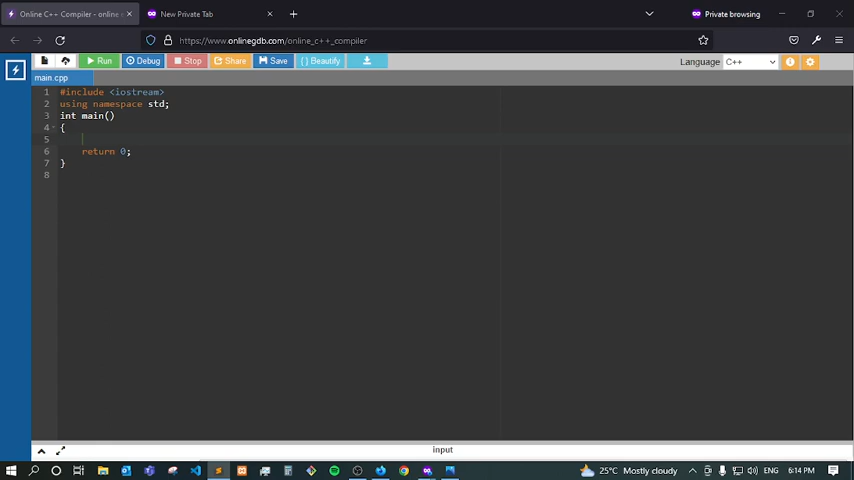 Online C++ Compiler - online
New Private Tab
Private browsing
https://www.onlinegdb.com/online_c++_compiler
Run
Debug
Stop
Share
Save
{ } Beautify
Language
C++
main.cpp
1 #include <iostream>
2 using namespace std;
3 int main()
4 {
5
6 return 0;
7 }
8
input
25°C Mostly cloudy
ENG
6:14 PM